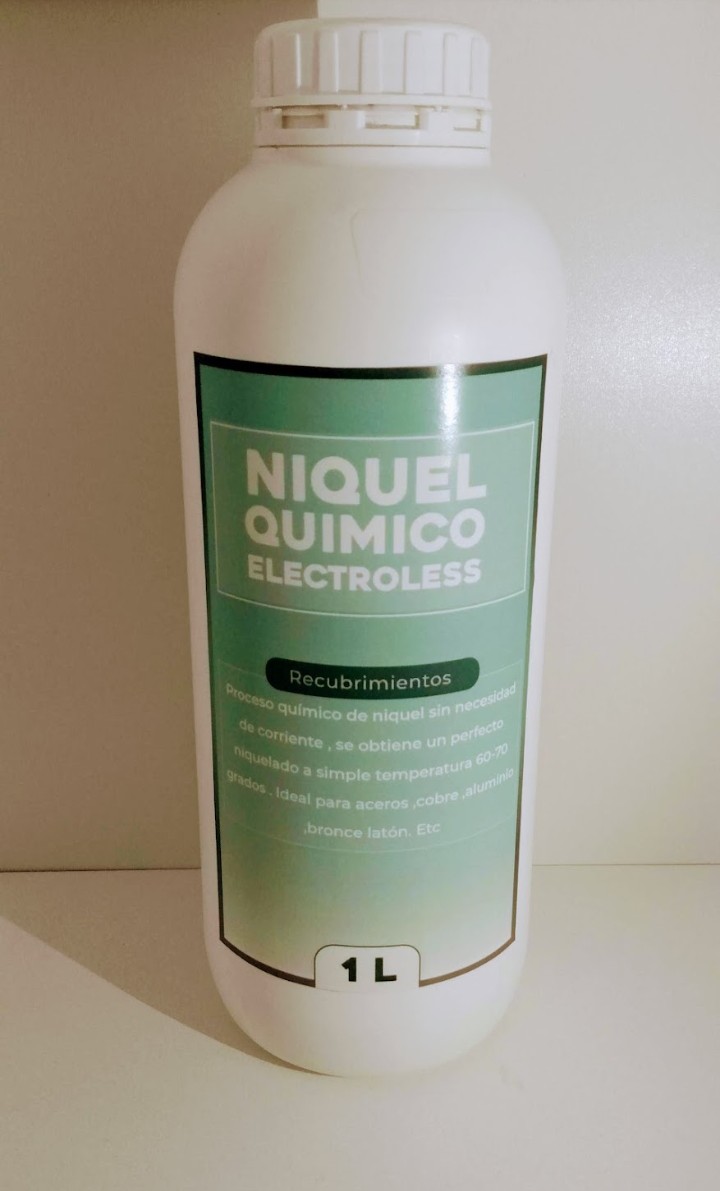 NIQUEL
QUIMICO
ELECTROLESS
Recubrimientos
Proceso químico de niquel sin necesidad
de corriente , se obtiene un perfecto
niquelado a simple temperatura 60-70
grados . Ideal para aceros ,cobre ,aluminio
,bronce latón. Etc
1 L